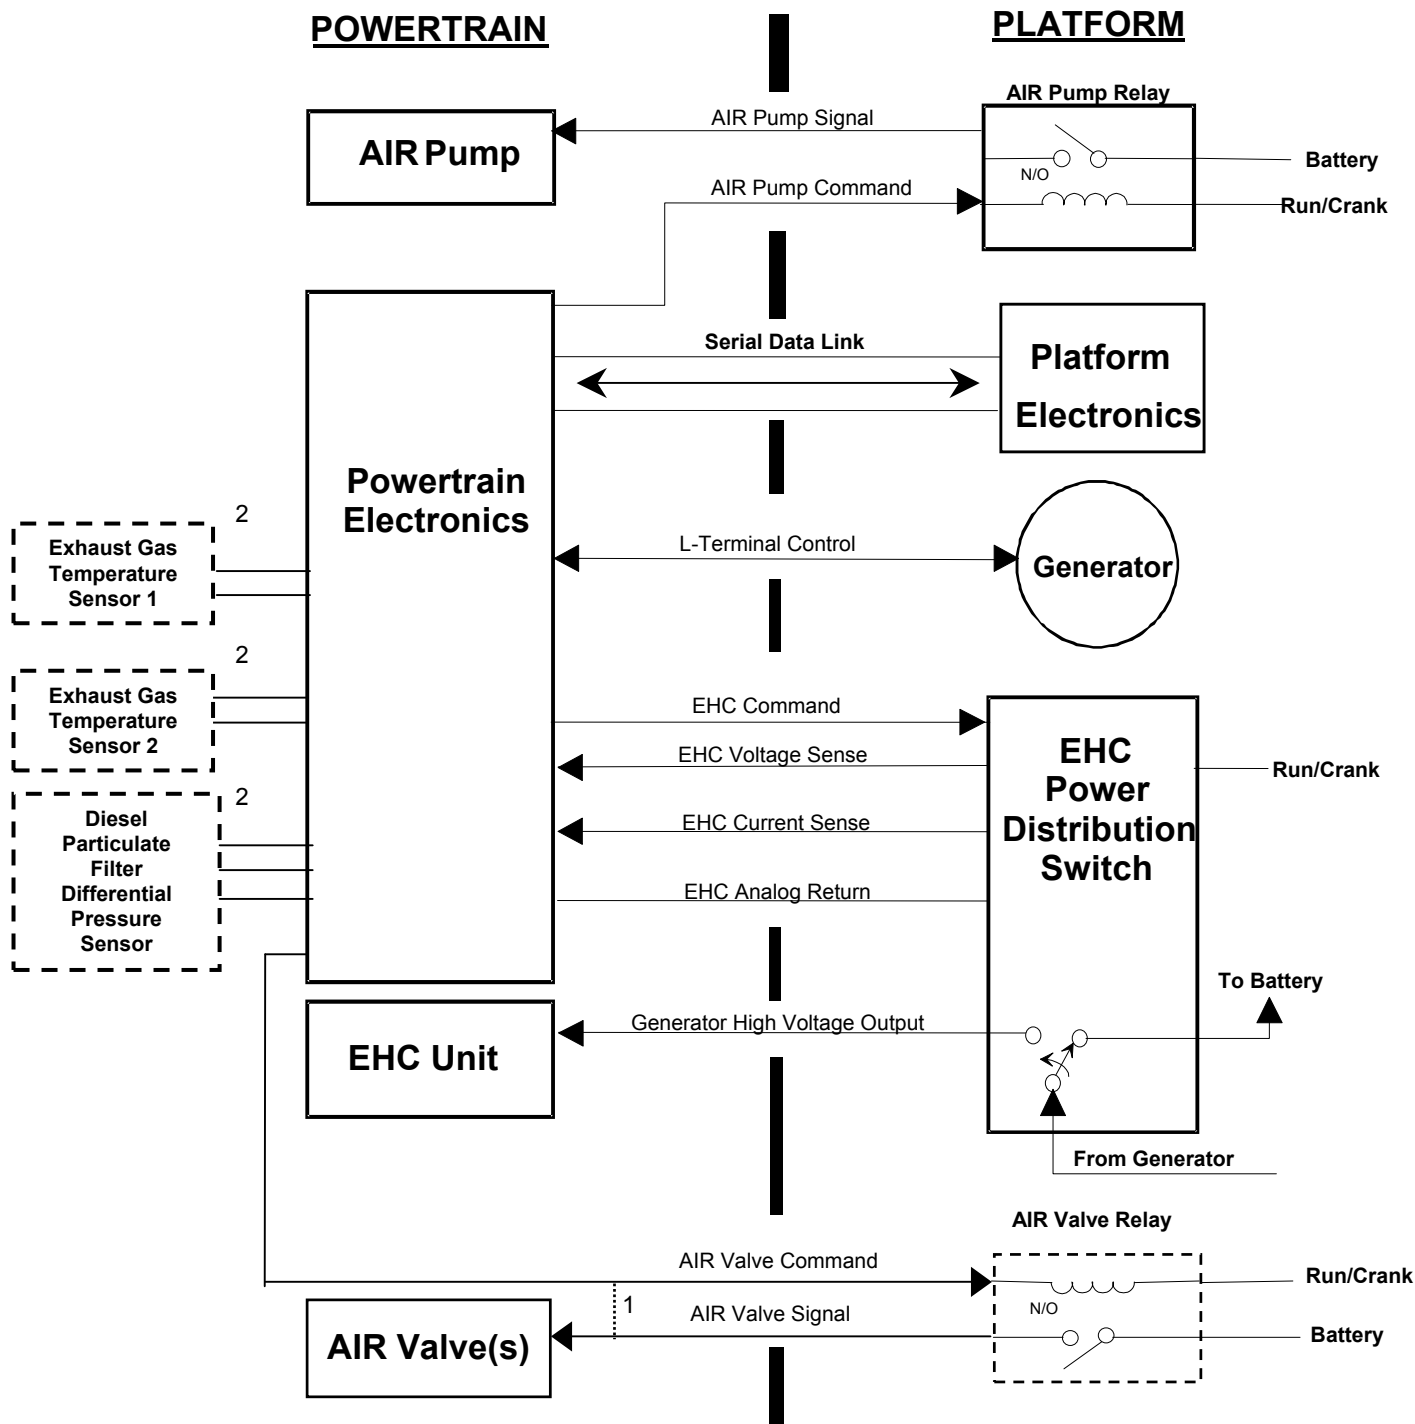 POWERTRAIN
PLATFORM
AIR Pump Relay
AIR Pump Signal
AIR Pump
N/O
Battery
AIR Pump Command
Run/Crank
Serial Data Link
Platform
Electronics
Powertrain
Electronics
2
Exhaust Gas
Temperature
Sensor 1
L-Terminal Control
Generator
2
Exhaust Gas
Temperature
Sensor 2
EHC Command
EHC Voltage Sense
EHC Current Sense
EHC Analog Return
EHC
Power
Distribution
Switch
Run/Crank
2
Diesel
Particulate
Filter
Differential
Pressure
Sensor
To Battery
Generator High Voltage Output
EHC Unit
From Generator
AIR Valve Relay
AIR Valve Command
Run/Crank
1
N/O
AIR Valve Signal
Battery
AIR Valve(s)